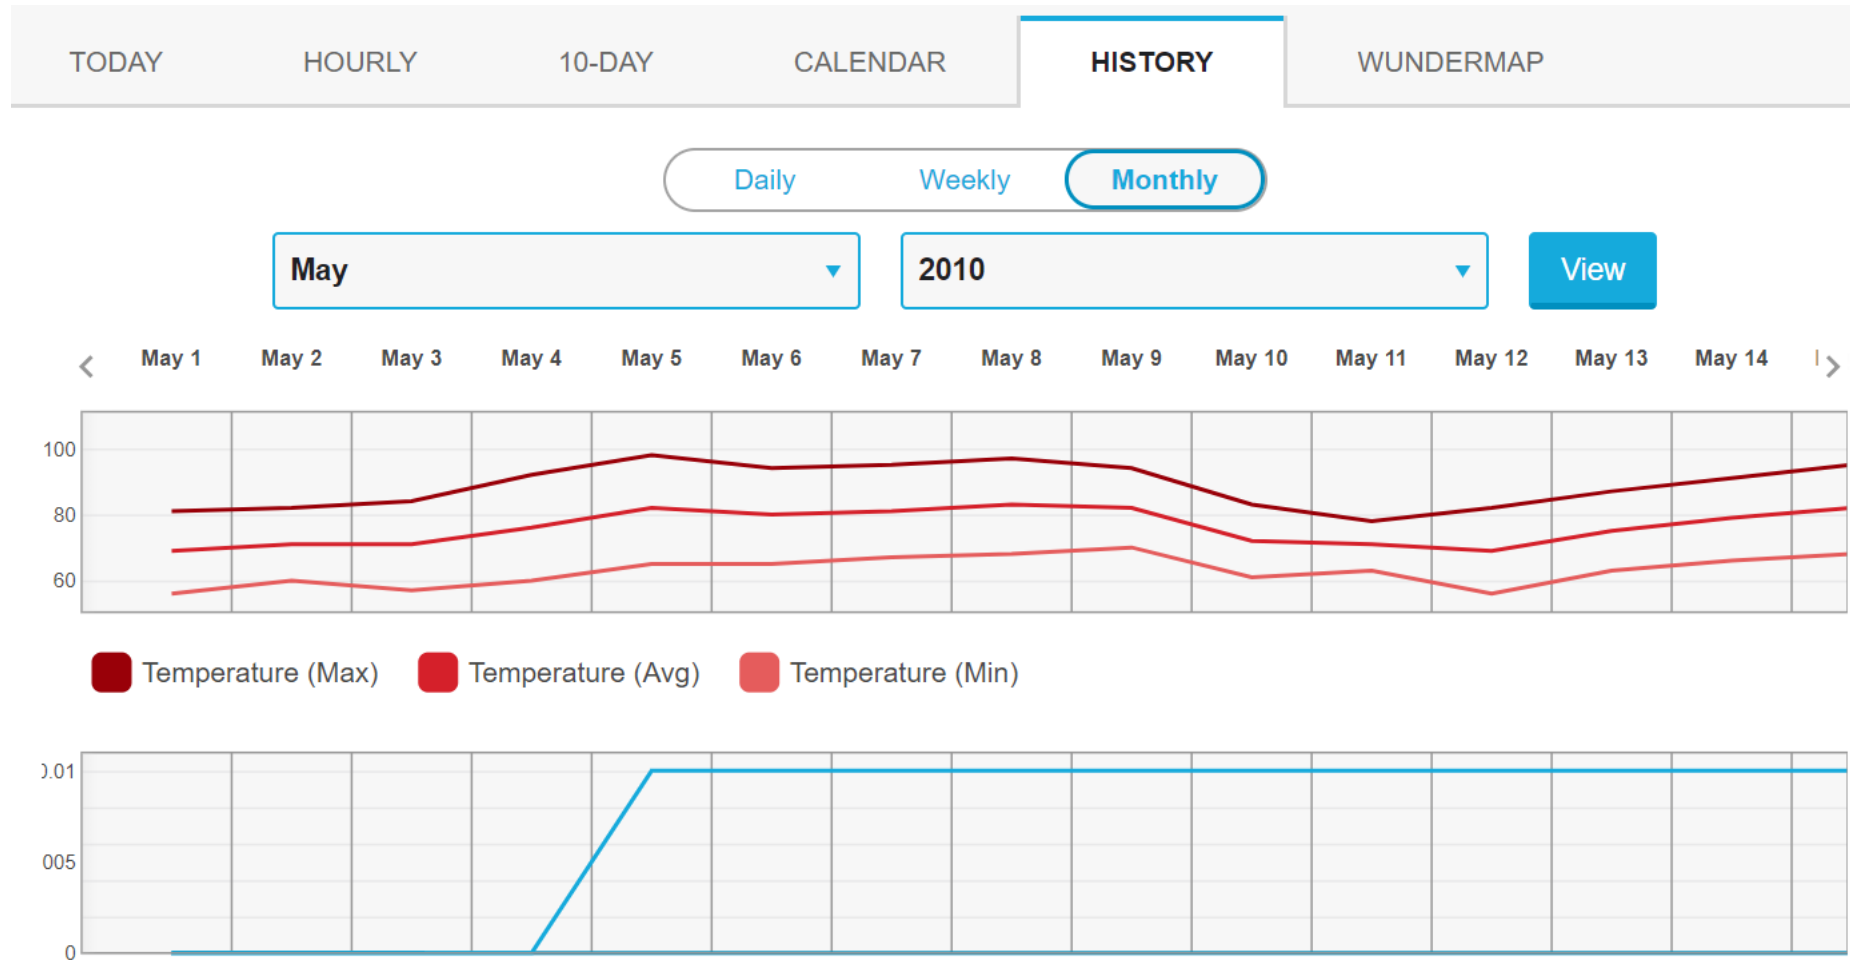 TODAY HOURLY 10-DAY CALENDAR HISTORY WUNDERMAP
Daily Weekly Monthly
May 2010 View
May 1 May 2 May 3 May 4 May 5 May 6 May 7 May 8 May 9 May 10 May 11 May 12 May 13 May 14
100
80
60
Temperature (Max) Temperature (Avg) Temperature (Min)
0.01
005
0